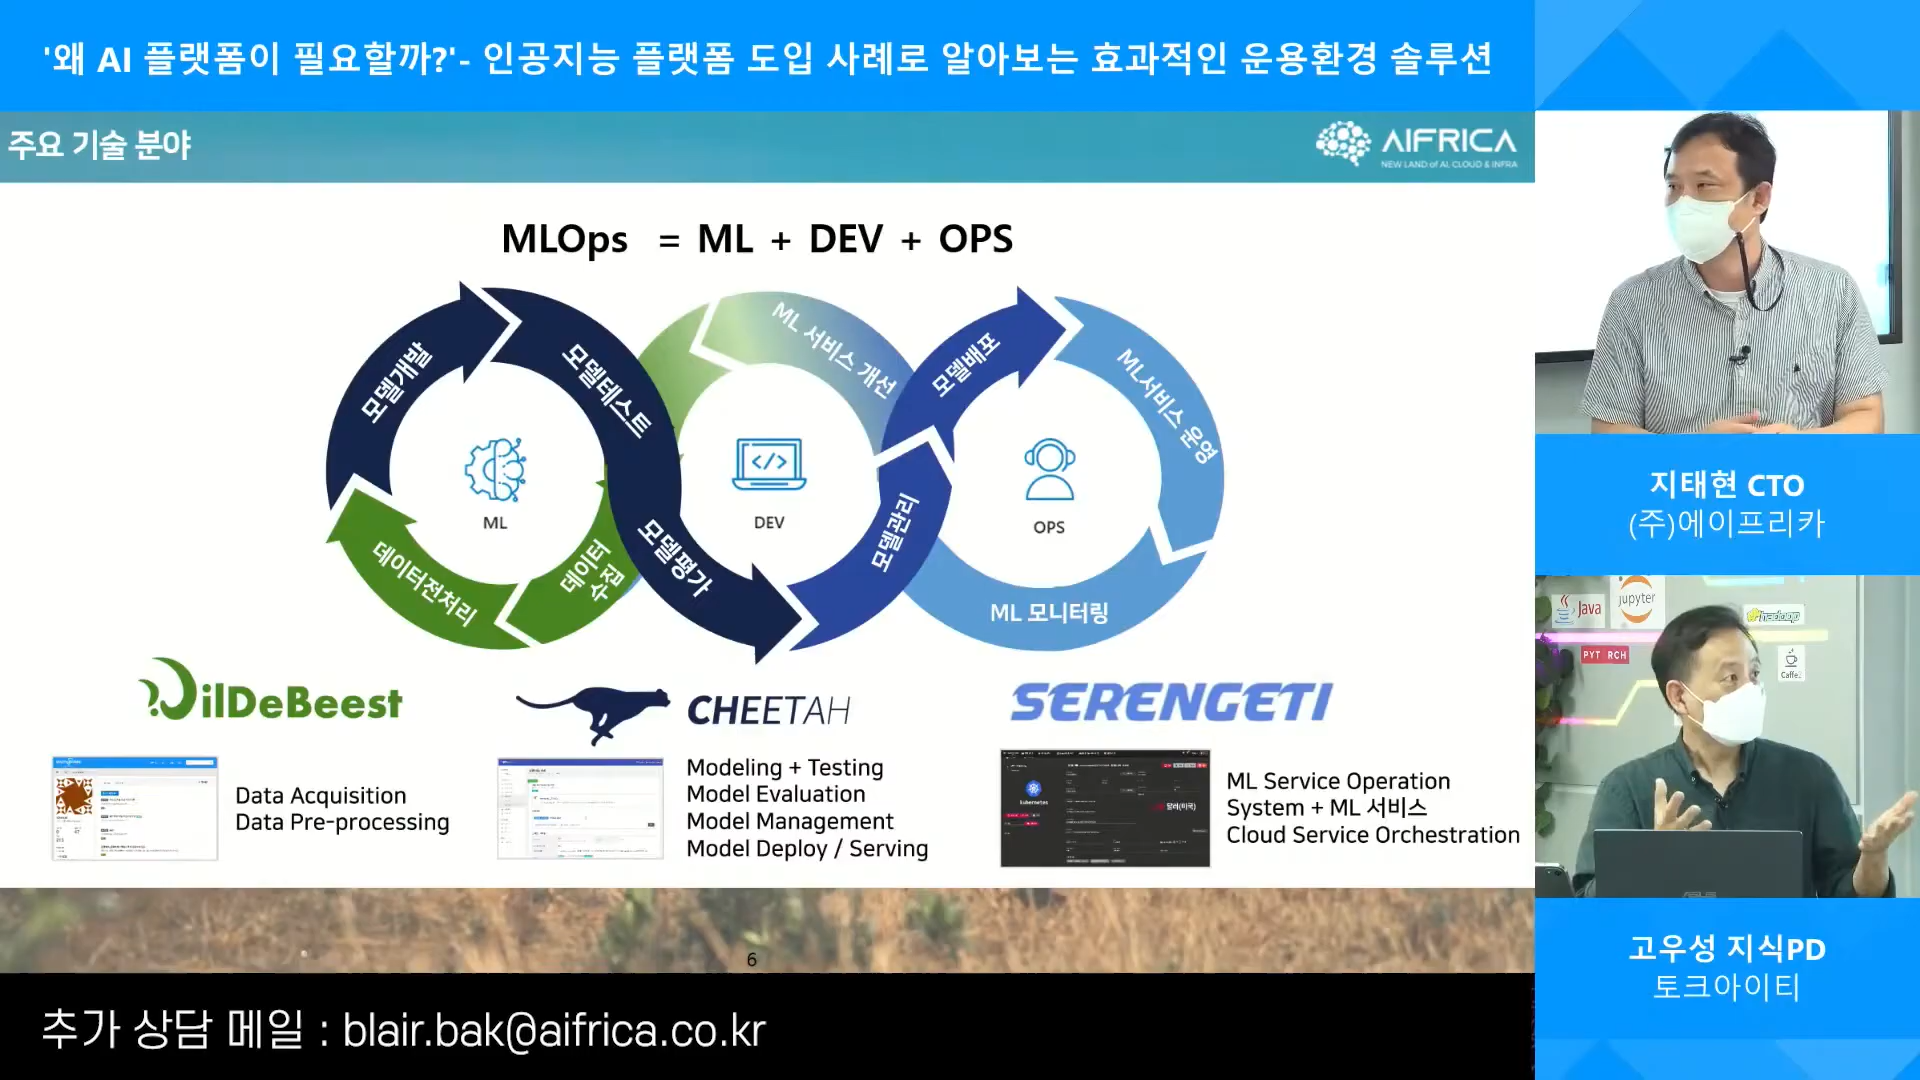 '왜 AI 플랫폼이 필요할까?'- 인공지능 플랫폼 도입 사례로 알아보는 효과적인 운용환경 솔루션
주요 기술 분야
AIFRICA
NEW LAND of AI, CLOUD & INFRA
MLOps = ML + DEV + OPS
모델개발
모델테스트
ML 서비스 개선
모델배포
ML서비스 운영
ML
DEV
OPS
데이터전처리
데이터
수집
모델평가
모델관리
ML 모니터링
WilDeBeest
CHEETAH
SERENGETI
Data Acquisition
Data Pre-processing
Modeling + Testing
Model Evaluation
Model Management
Model Deploy / Serving
kubernetes
ML Service Operation
System + ML 서비스
Cloud Service Orchestration
6
추가 상담 메일 : blair.bak@aifrica.co.kr
지태현 CTO
(주)에이프리카
Java
jupyter
hadoop
PYT RCH
Caffe2
고우성 지식PD
토크아이티